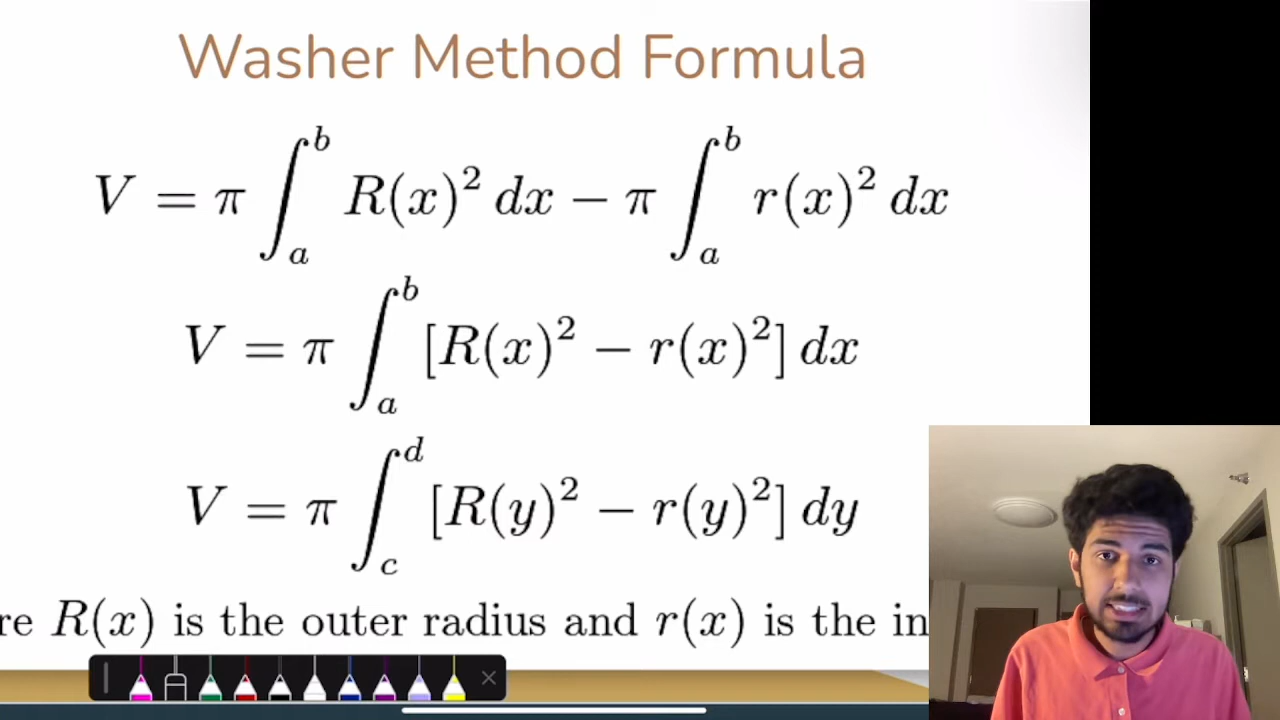 Washer Method Formula
V = π ∫_a^b R(x)² dx − π ∫_a^b r(x)² dx
V = π ∫_a^b [R(x)² − r(x)²] dx
V = π ∫_c^d [R(y)² − r(y)²] dy
re R(x) is the outer radius and r(x) is the in